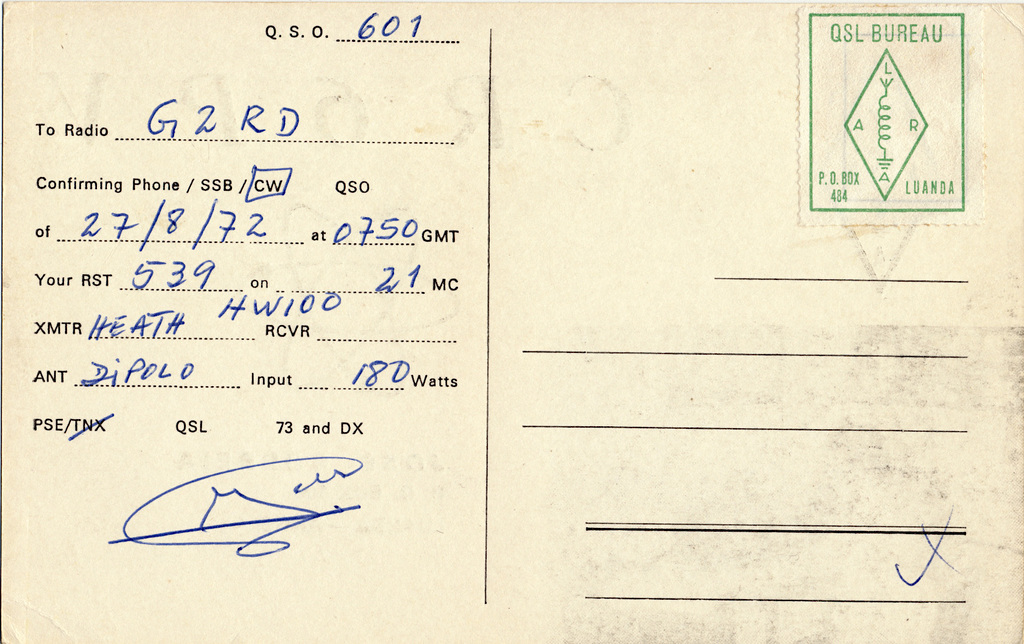 Q. S. O. 601
To Radio G2RD
Confirming Phone / SSB / CW QSO
of 27/8/72 at 0750 GMT
Your RST 539 on 21 MC
XMTR HEATH HW100 RCVR
ANT DiPOLO Input 180 Watts
PSE/TNX QSL 73 and DX
QSL BUREAU
L
A R
A
P.O. BOX
484
LUANDA